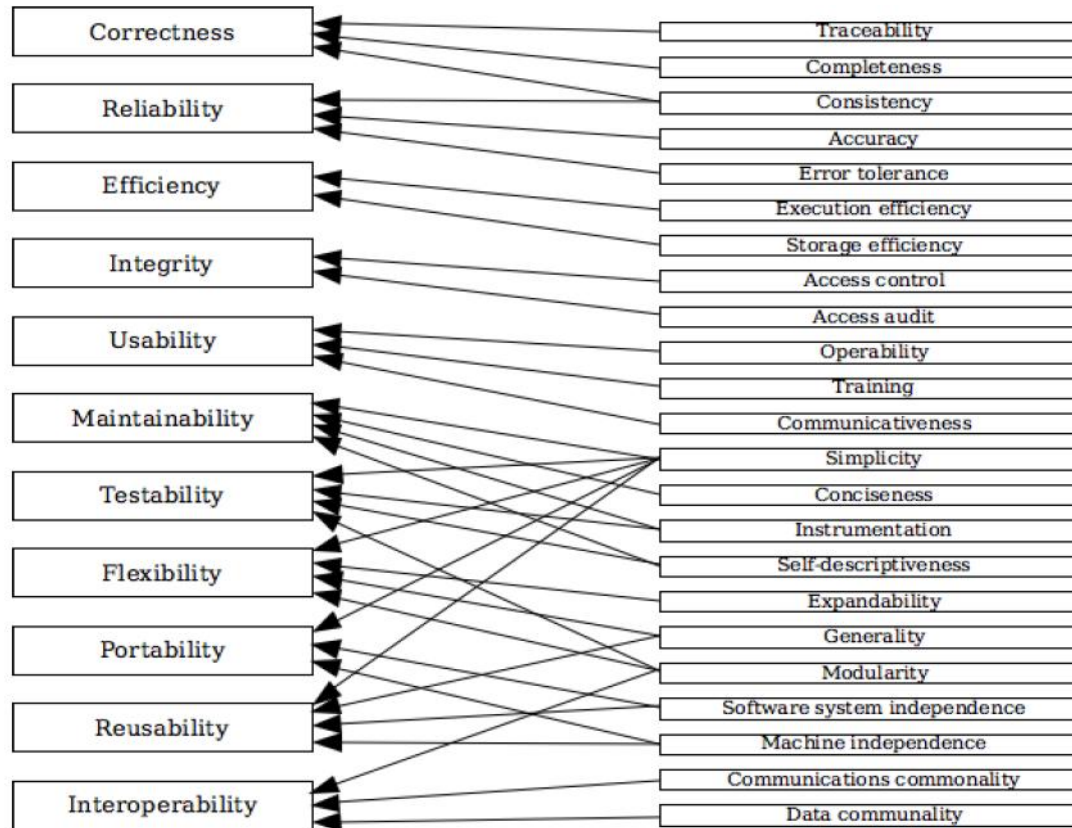 Correctness
Reliability
Efficiency
Integrity
Usability
Maintainability
Testability
Flexibility
Portability
Reusability
Interoperability
Traceability
Completeness
Consistency
Accuracy
Error tolerance
Execution efficiency
Storage efficiency
Access control
Access audit
Operability
Training
Communicativeness
Simplicity
Conciseness
Instrumentation
Self-descriptiveness
Expandability
Generality
Modularity
Software system independence
Machine independence
Communications commonality
Data communality